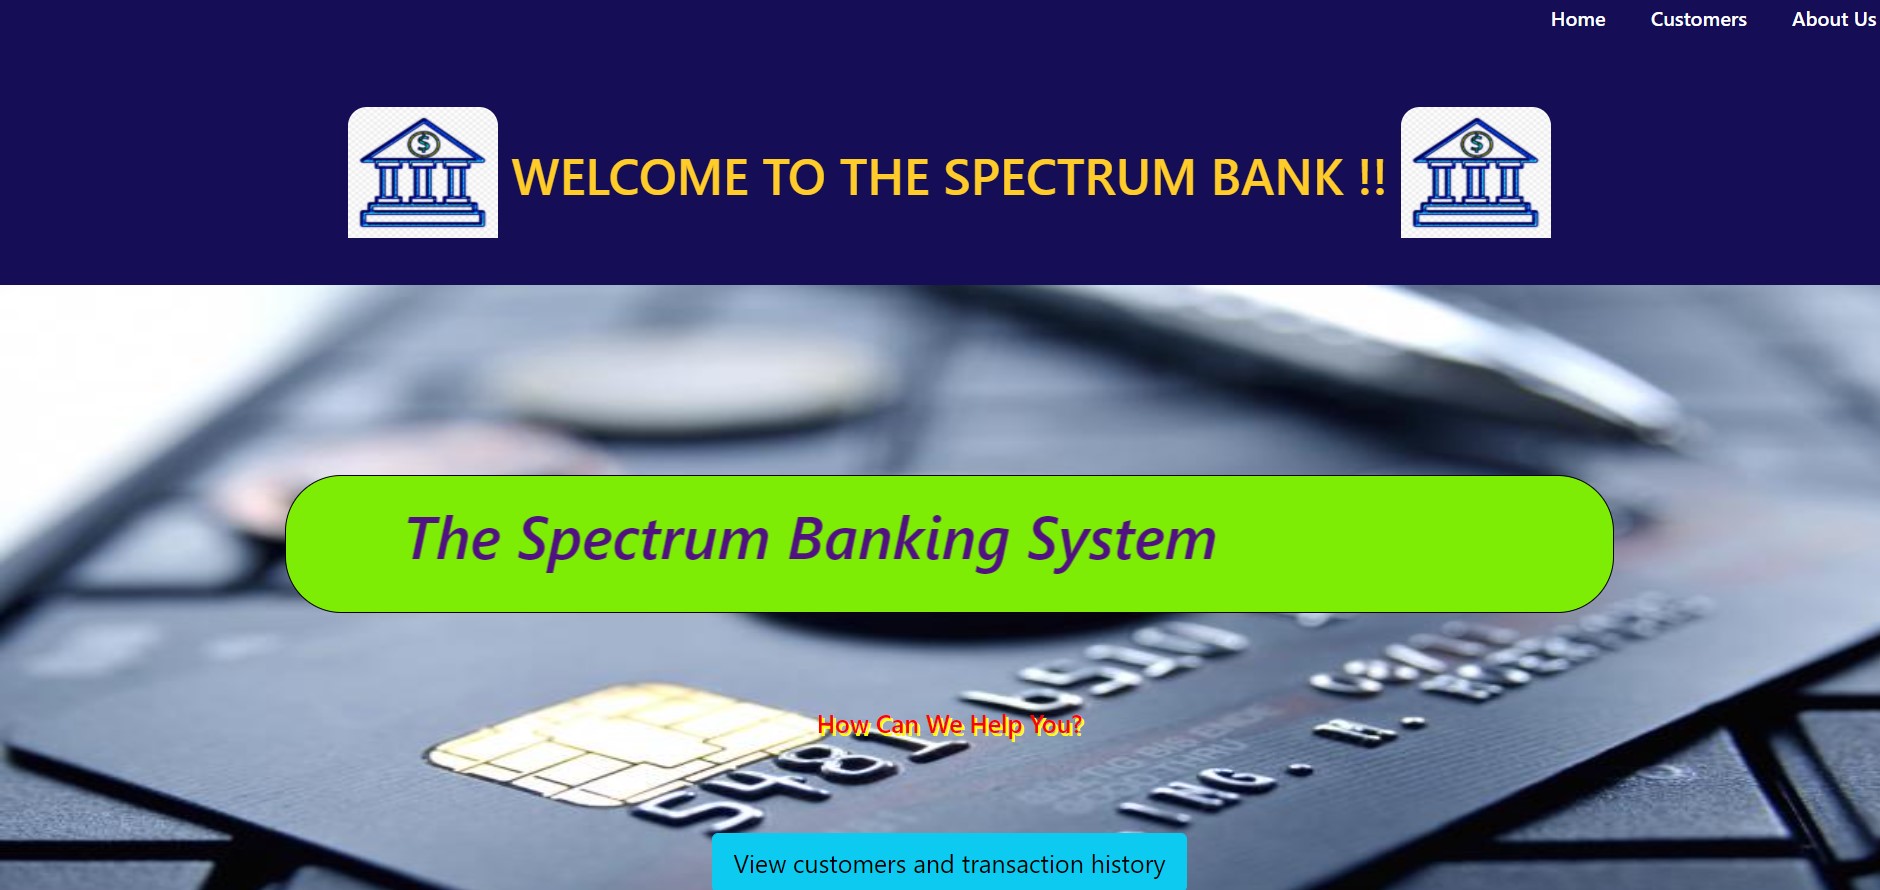 Home Customers About Us
$ $
WELCOME TO THE SPECTRUM BANK !!
The Spectrum Banking System
How Can We Help You?
5481
View customers and transaction history